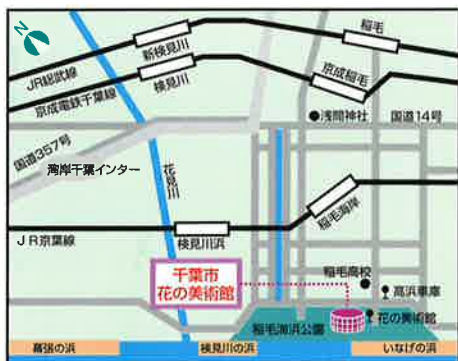 N
新検見川
稲毛
JR総武線
検見川
京成稲毛
京成電鉄千葉線
浅間神社
国道14号
国道357号
湾岸千葉インター
花見川
稲毛海岸
JR京葉線
検見川浜
千葉市
花の美術館
稲毛高校
高浜車庫
花の美術館
稲毛海浜公園
幕張の浜
検見川の浜
いなげの浜